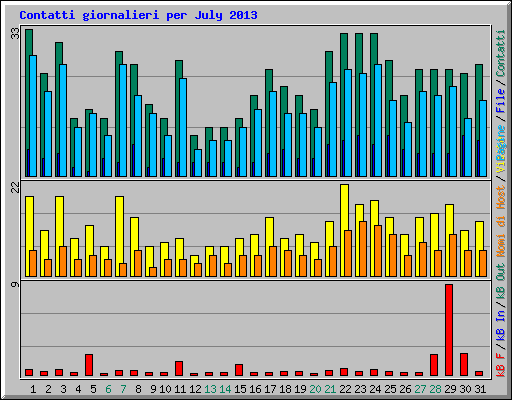 Contatti giornalieri per July 2013
33
22
9
kB F/kB In/kB Out Nomi di Host/ViPagine/File/Contatti
1 2 3 4 5 6 7 8 9 10 11 12 13 14 15 16 17 18 19 20 21 22 23 24 25 26 27 28 29 30 31